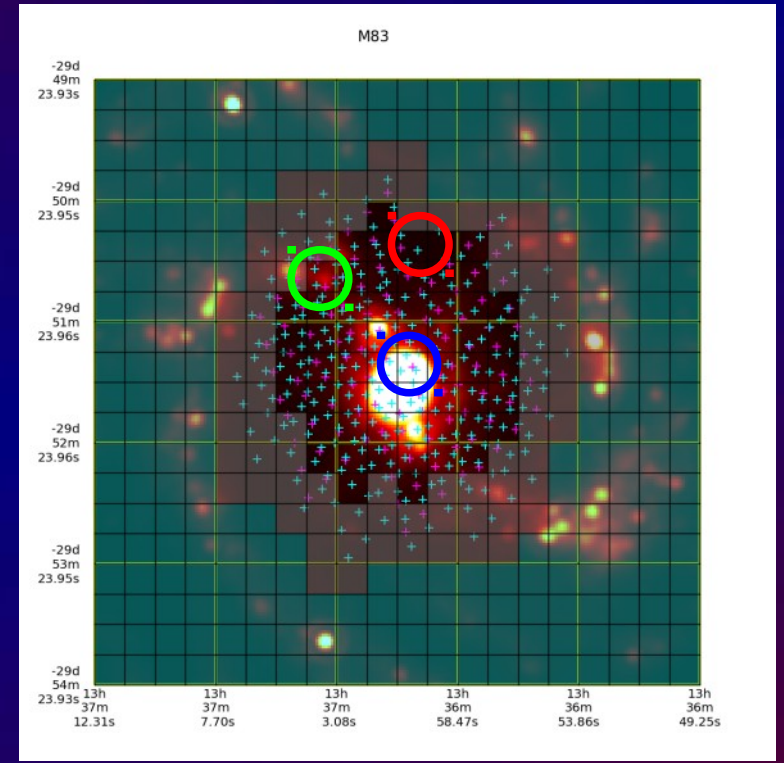 M83
-29d
49m
23.93s
-29d
50m
23.95s
-29d
51m
23.96s
-29d
52m
23.96s
-29d
53m
23.95s
-29d
54m
23.93s
13h 13h 13h 13h 13h 13h
37m 37m 37m 36m 36m 36m
12.31s 7.70s 3.08s 58.47s 53.86s 49.25s